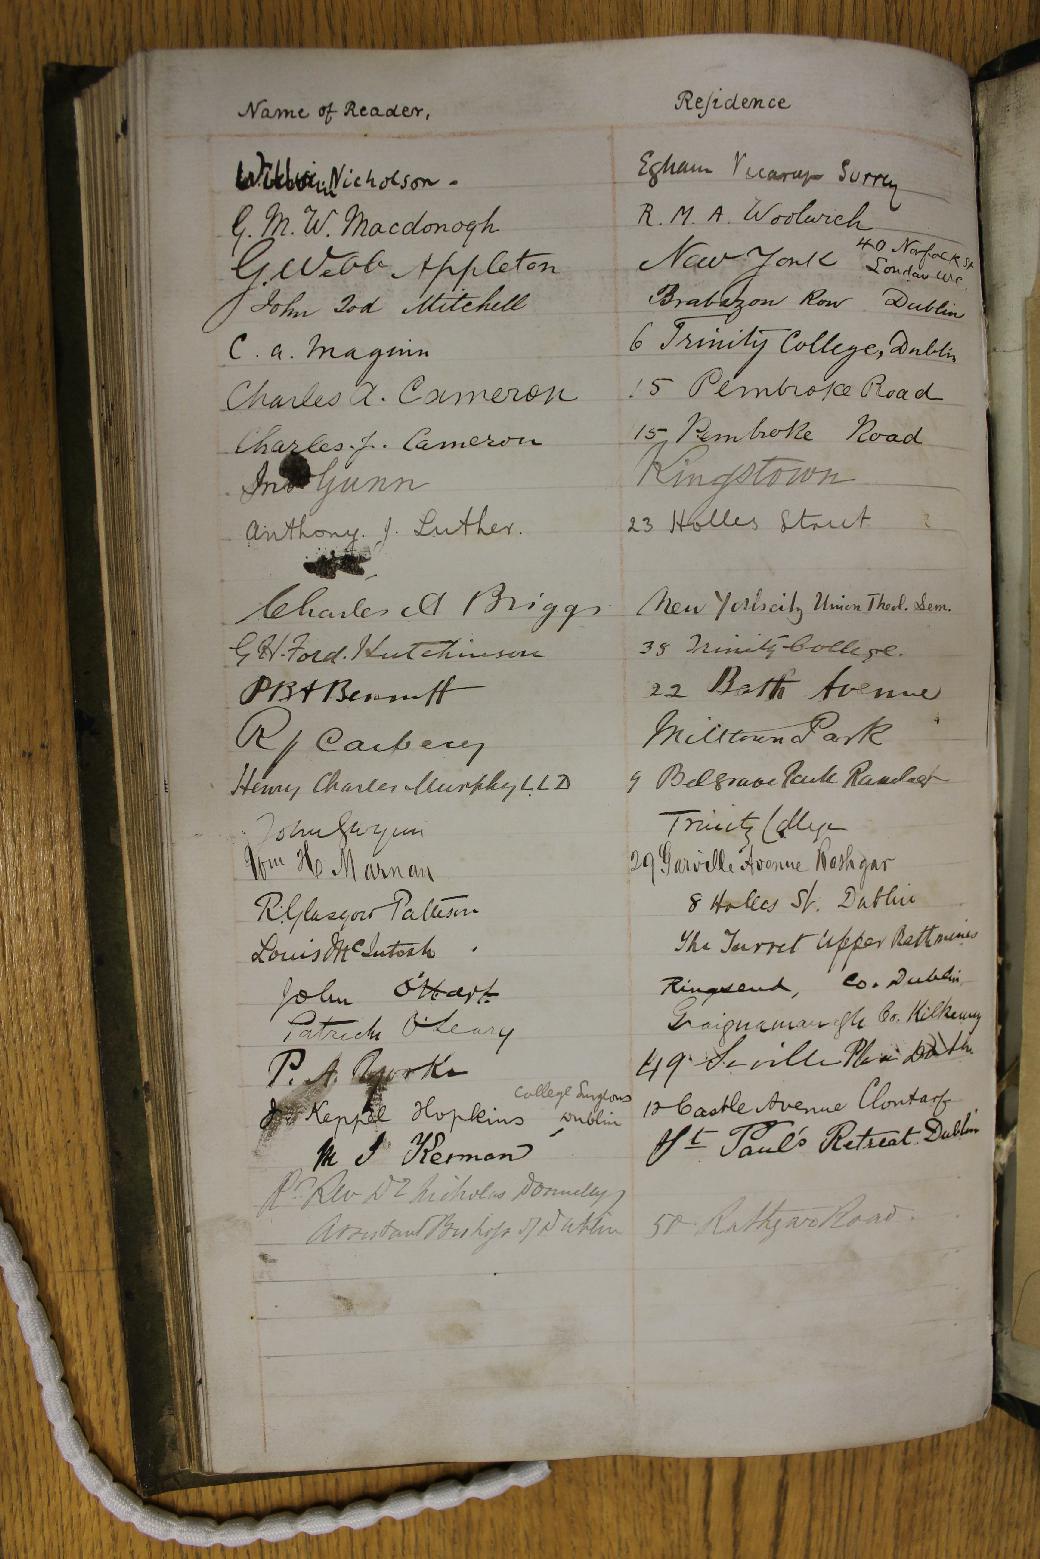 Name of Reader, Residence
William Nicholson - Egham Vicarage Surrey
G. M. W. Macdonogh R. M. A. Woolwich
G. Webb Appleton New York 40 Norfolk St London WC
John Tod Mitchell Brabazon Row Dublin
C. A. Maginn 6 Trinity College, Dublin
Charles A. Cameron 15 Pembroke Road
Charles. J. Cameron 15 Pembroke Road
Jno Gunn Kingstown
Anthony. J. Luther. 23 Holles Street
Charles A Briggs New York city Union Theol. Sem.
G H. Ford. Hutchinson 38 Trinity College.
Bennett 22 Bath Avenue
R J Carbery Milltown Park
Henry Charles Murphy LLD 9 Belgrave Park
John Gwynn Trinity College
Wm H. Marnan 29 Garville Avenue Rathgar
R. Glasgow Patteson 8 Holles St. Dublin
Louis McIntosh The Turret Upper Rathmines
John O'Hart Ringsend, Co. Dublin
Patrick O'Leary Graiguemanagh Co. Kilkenny
P. A. Yorke 49 Seville Place Dublin
Keppel Hopkins College Surgeons Dublin 12 Castle Avenue Clontarf
M J Kernan St Paul's Retreat. Dublin
Rt Rev Dr Nicholas Donnelly
Assistant Bishop of Dublin Rathgar Road.